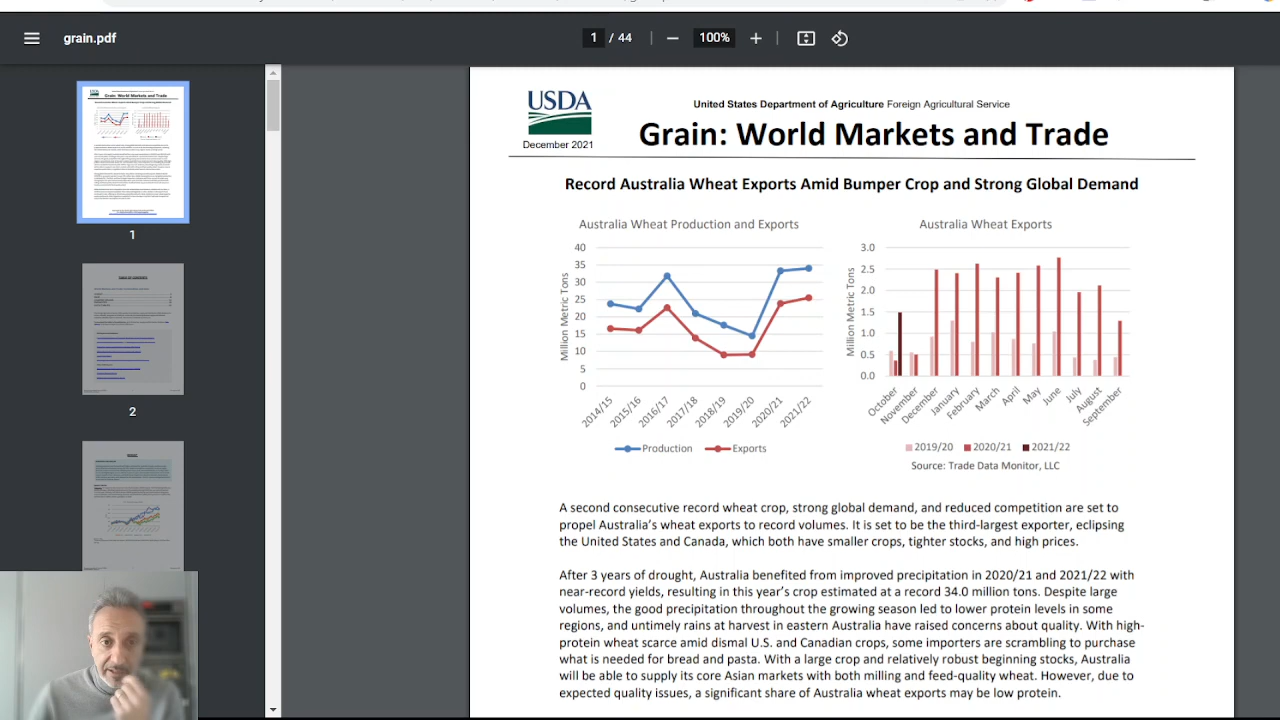 grain.pdf
1 / 44
100%
1
2
USDA
December 2021
United States Department of Agriculture Foreign Agricultural Service
Grain: World Markets and Trade
Record Australia Wheat Exports Amid Bumper Crop and Strong Global Demand
Australia Wheat Production and Exports
Million Metric Tons
40
35
30
25
20
15
10
5
0
2014/15
2015/16
2016/17
2017/18
2018/19
2019/20
2020/21
2021/22
Production
Exports
Australia Wheat Exports
Million Metric Tons
3.0
2.5
2.0
1.5
1.0
0.5
0.0
October
November
December
January
February
March
April
May
June
July
August
September
2019/20
2020/21
2021/22
Source: Trade Data Monitor, LLC
A second consecutive record wheat crop, strong global demand, and reduced competition are set to
propel Australia's wheat exports to record volumes. It is set to be the third-largest exporter, eclipsing
the United States and Canada, which both have smaller crops, tighter stocks, and high prices.
After 3 years of drought, Australia benefited from improved precipitation in 2020/21 and 2021/22 with
near-record yields, resulting in this year's crop estimated at a record 34.0 million tons. Despite large
volumes, the good precipitation throughout the growing season led to lower protein levels in some
regions, and untimely rains at harvest in eastern Australia have raised concerns about quality. With high-
protein wheat scarce amid dismal U.S. and Canadian crops, some importers are scrambling to purchase
what is needed for bread and pasta. With a large crop and relatively robust beginning stocks, Australia
will be able to supply its core Asian markets with both milling and feed-quality wheat. However, due to
expected quality issues, a significant share of Australia wheat exports may be low protein.